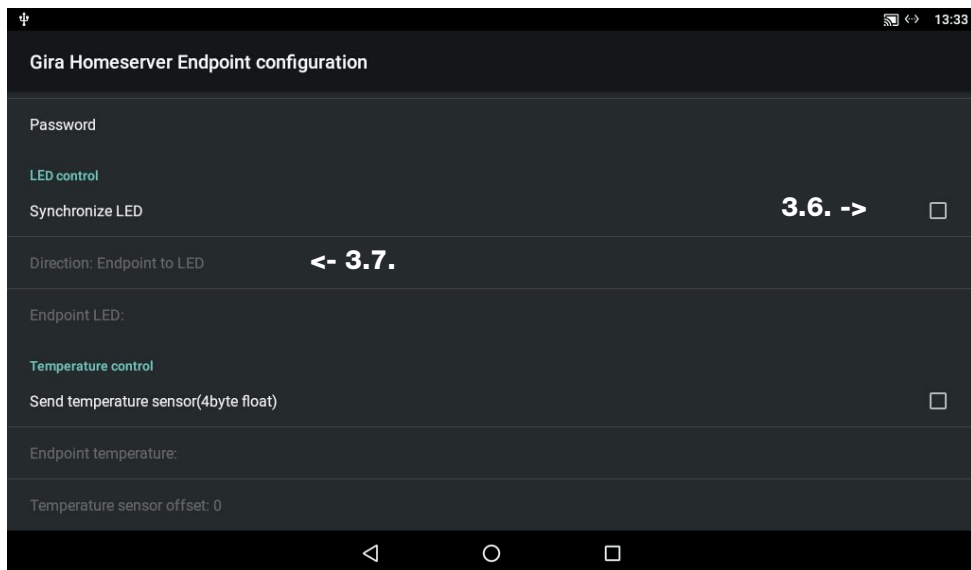 13:33
Gira Homeserver Endpoint configuration
Password
LED control
Synchronize LED 3.6. ->
Direction: Endpoint to LED <- 3.7.
Endpoint LED:
Temperature control
Send temperature sensor(4byte float)
Endpoint temperature:
Temperature sensor offset: 0